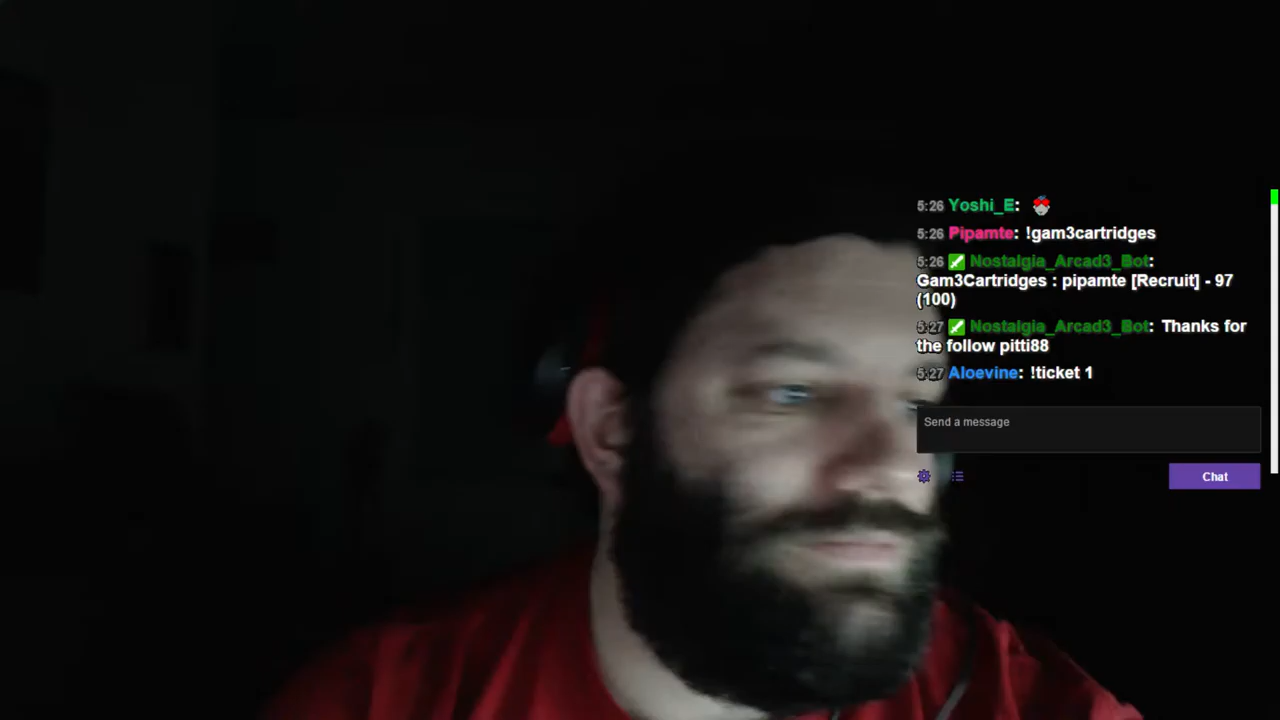 5:26 Yoshi_E:
5:26 Pipamte: !gam3cartridges
5:26 Nostalgia_Arcad3_Bot:
Gam3Cartridges : pipamte [Recruit] - 97
(100)
5:27 Nostalgia_Arcad3_Bot: Thanks for
the follow pitti88
5:27 Aloevine: !ticket 1
Send a message
Chat